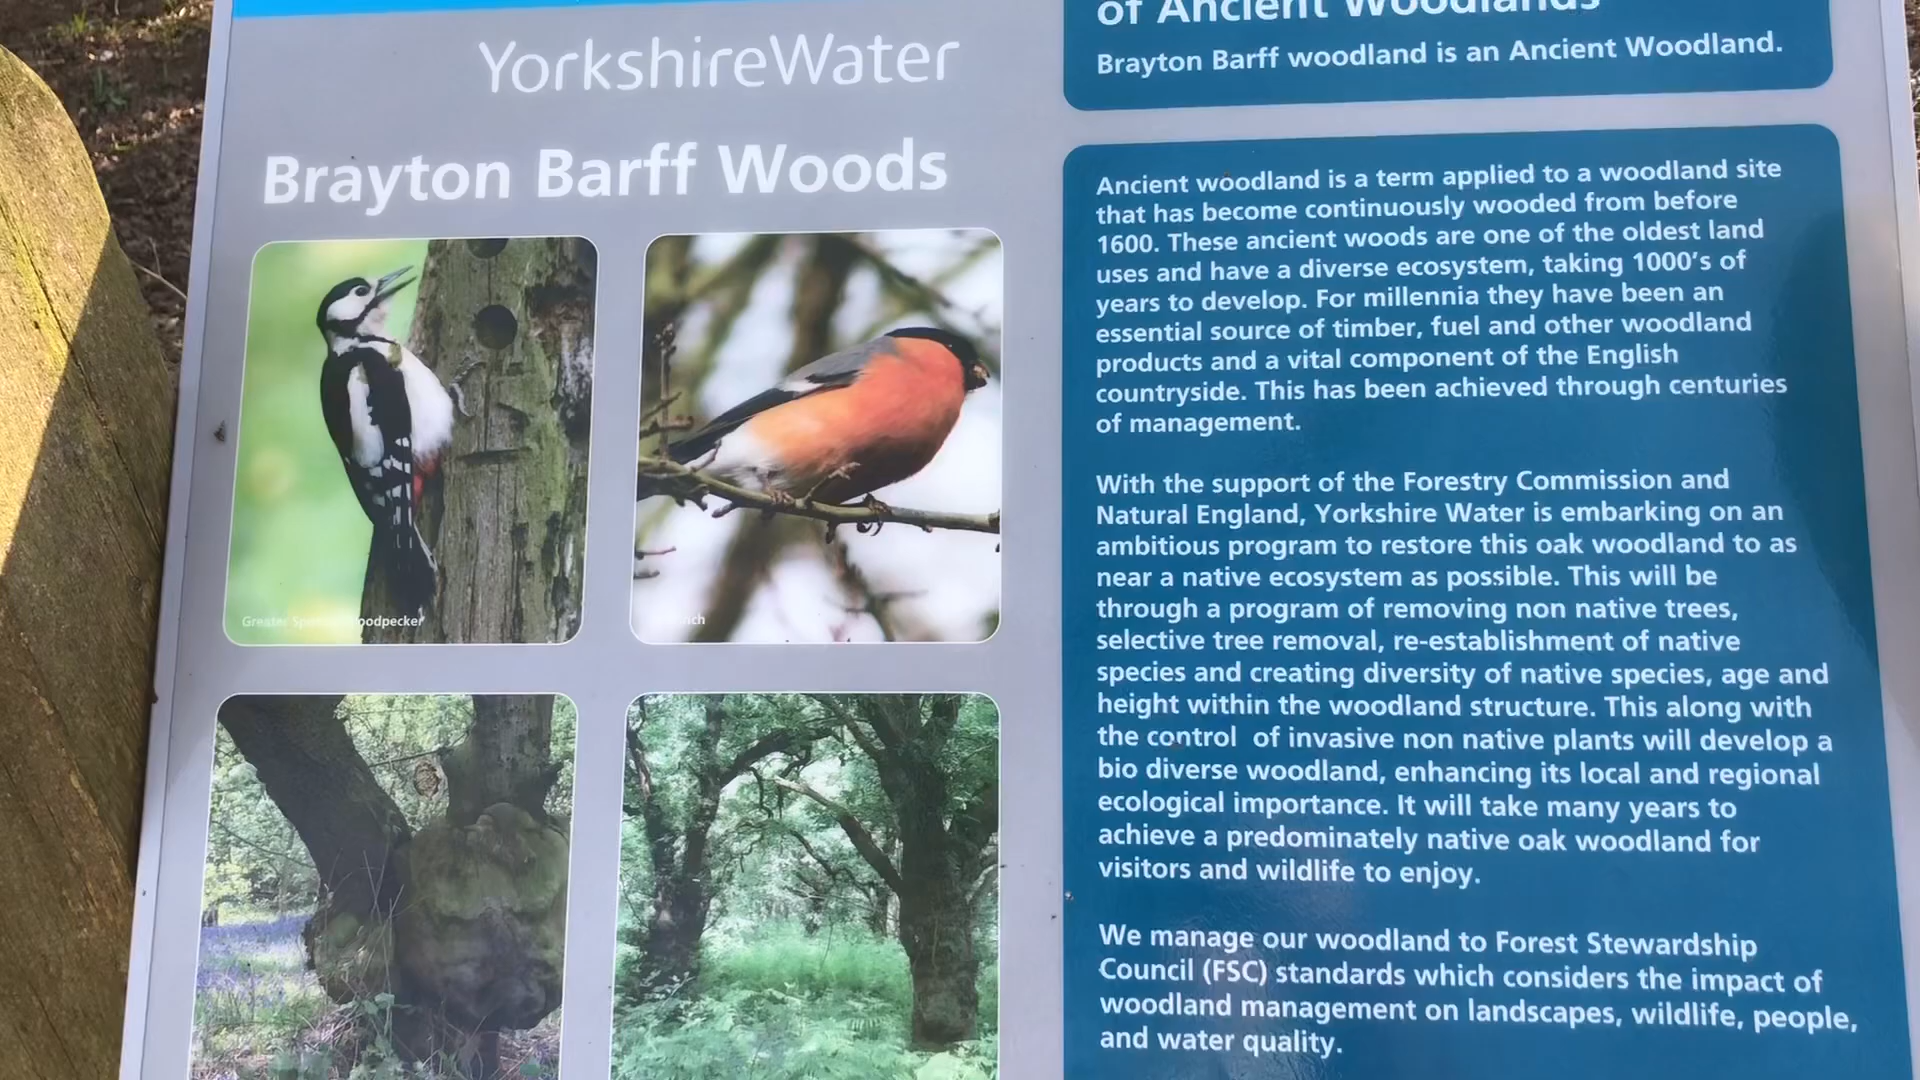 YorkshireWater
Brayton Barff Woods
Greater Woodpecker
of Ancient Woodlands
Brayton Barff woodland is an Ancient Woodland.
Ancient woodland is a term applied to a woodland site
that has become continuously wooded from before
1600. These ancient woods are one of the oldest land
uses and have a diverse ecosystem, taking 1000's of
years to develop. For millennia they have been an
essential source of timber, fuel and other woodland
products and a vital component of the English
countryside. This has been achieved through centuries
of management.
With the support of the Forestry Commission and
Natural England, Yorkshire Water is embarking on an
ambitious program to restore this oak woodland to as
near a native ecosystem as possible. This will be
through a program of removing non native trees,
selective tree removal, re-establishment of native
species and creating diversity of native species, age and
height within the woodland structure. This along with
the control of invasive non native plants will develop a
bio diverse woodland, enhancing its local and regional
ecological importance. It will take many years to
achieve a predominately native oak woodland for
visitors and wildlife to enjoy.
We manage our woodland to Forest Stewardship
Council (FSC) standards which considers the impact of
woodland management on landscapes, wildlife, people,
and water quality.